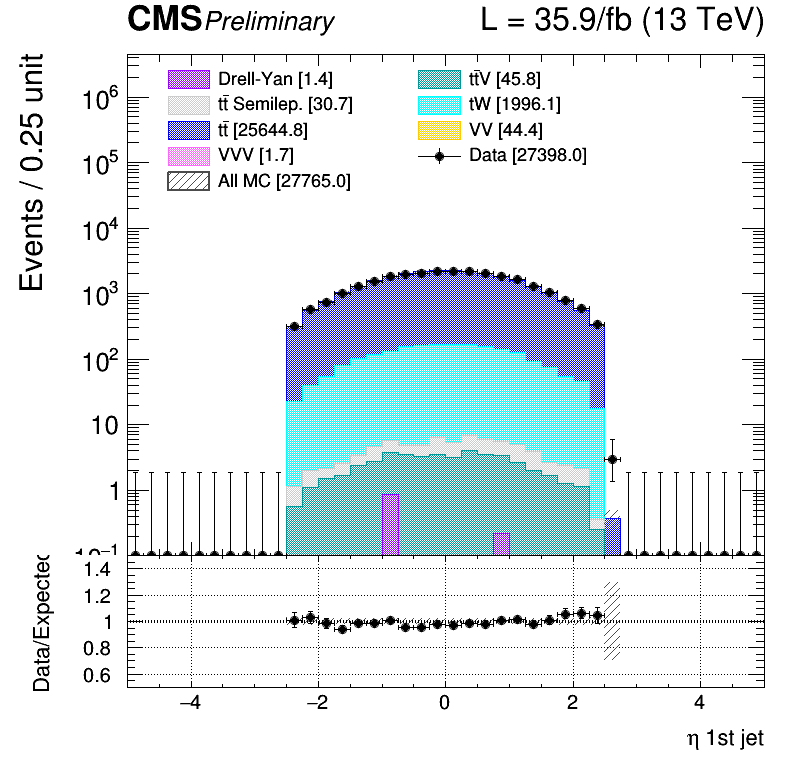 CMS Preliminary L = 35.9/fb (13 TeV)
Events / 0.25 unit
Drell-Yan [1.4]
tt̄ Semilep. [30.7]
tt̄ [25644.8]
VVV [1.7]
All MC [27765.0]
tt̄V [45.8]
tW [1996.1]
VV [44.4]
Data [27398.0]
10⁶
10⁵
10⁴
10³
10²
10
1
10⁻¹
Data/Expected
1.4
1.2
1
0.8
0.6
−4 −2 0 2 4
η 1st jet